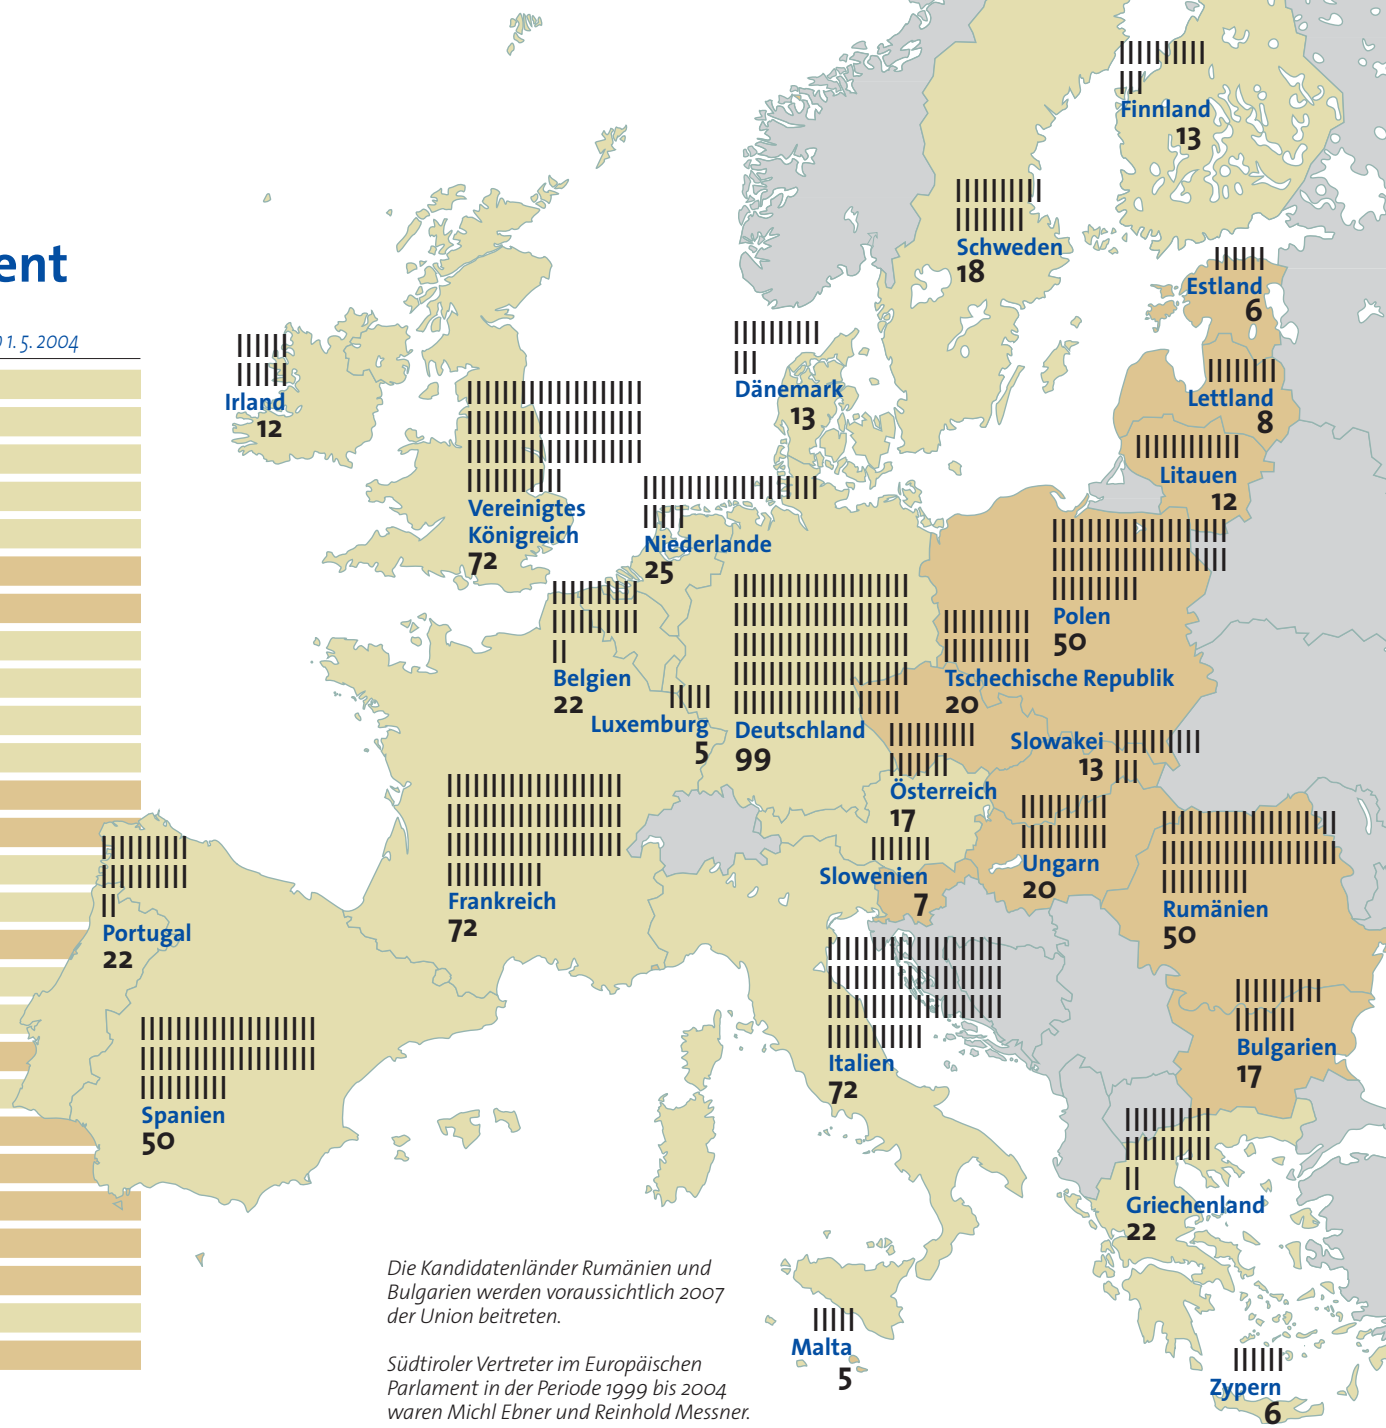 ent
1. 5. 2004
Finnland
13
Schweden
18
Estland
6
Irland
12
Dänemark
13
Lettland
8
Litauen
12
Vereinigtes
Königreich
72
Niederlande
25
Polen
50
Belgien
22
Tschechische Republik
20
Luxemburg
5
Deutschland
99
Slowakei
13
Österreich
17
Ungarn
20
Slowenien
7
Frankreich
72
Rumänien
50
Portugal
22
Bulgarien
17
Italien
72
Spanien
50
Griechenland
22
Die Kandidatenländer Rumänien und
Bulgarien werden voraussichtlich 2007
der Union beitreten.
Malta
5
Südtiroler Vertreter im Europäischen
Parlament in der Periode 1999 bis 2004
waren Michl Ebner und Reinhold Messner.
Zypern
6